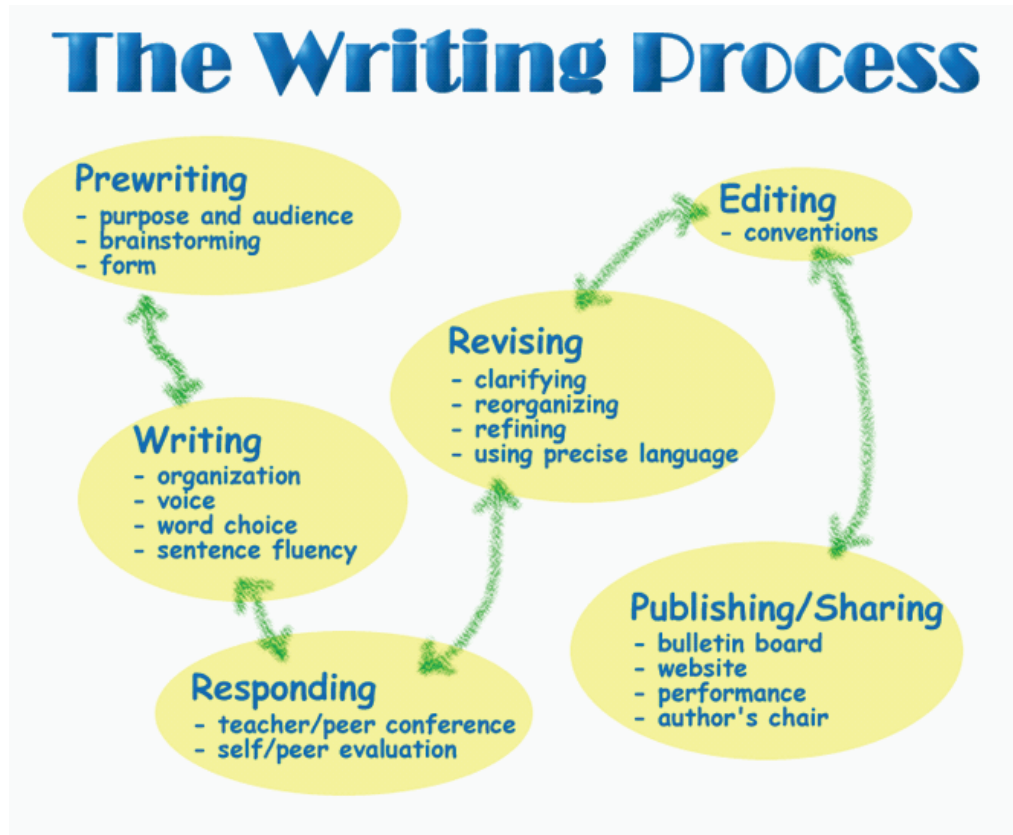 The Writing Process
Prewriting
- purpose and audience
- brainstorming
- form
Writing
- organization
- voice
- word choice
- sentence fluency
Responding
- teacher/peer conference
- self/peer evaluation
Revising
- clarifying
- reorganizing
- refining
- using precise language
Editing
- conventions
Publishing/Sharing
- bulletin board
- website
- performance
- author's chair